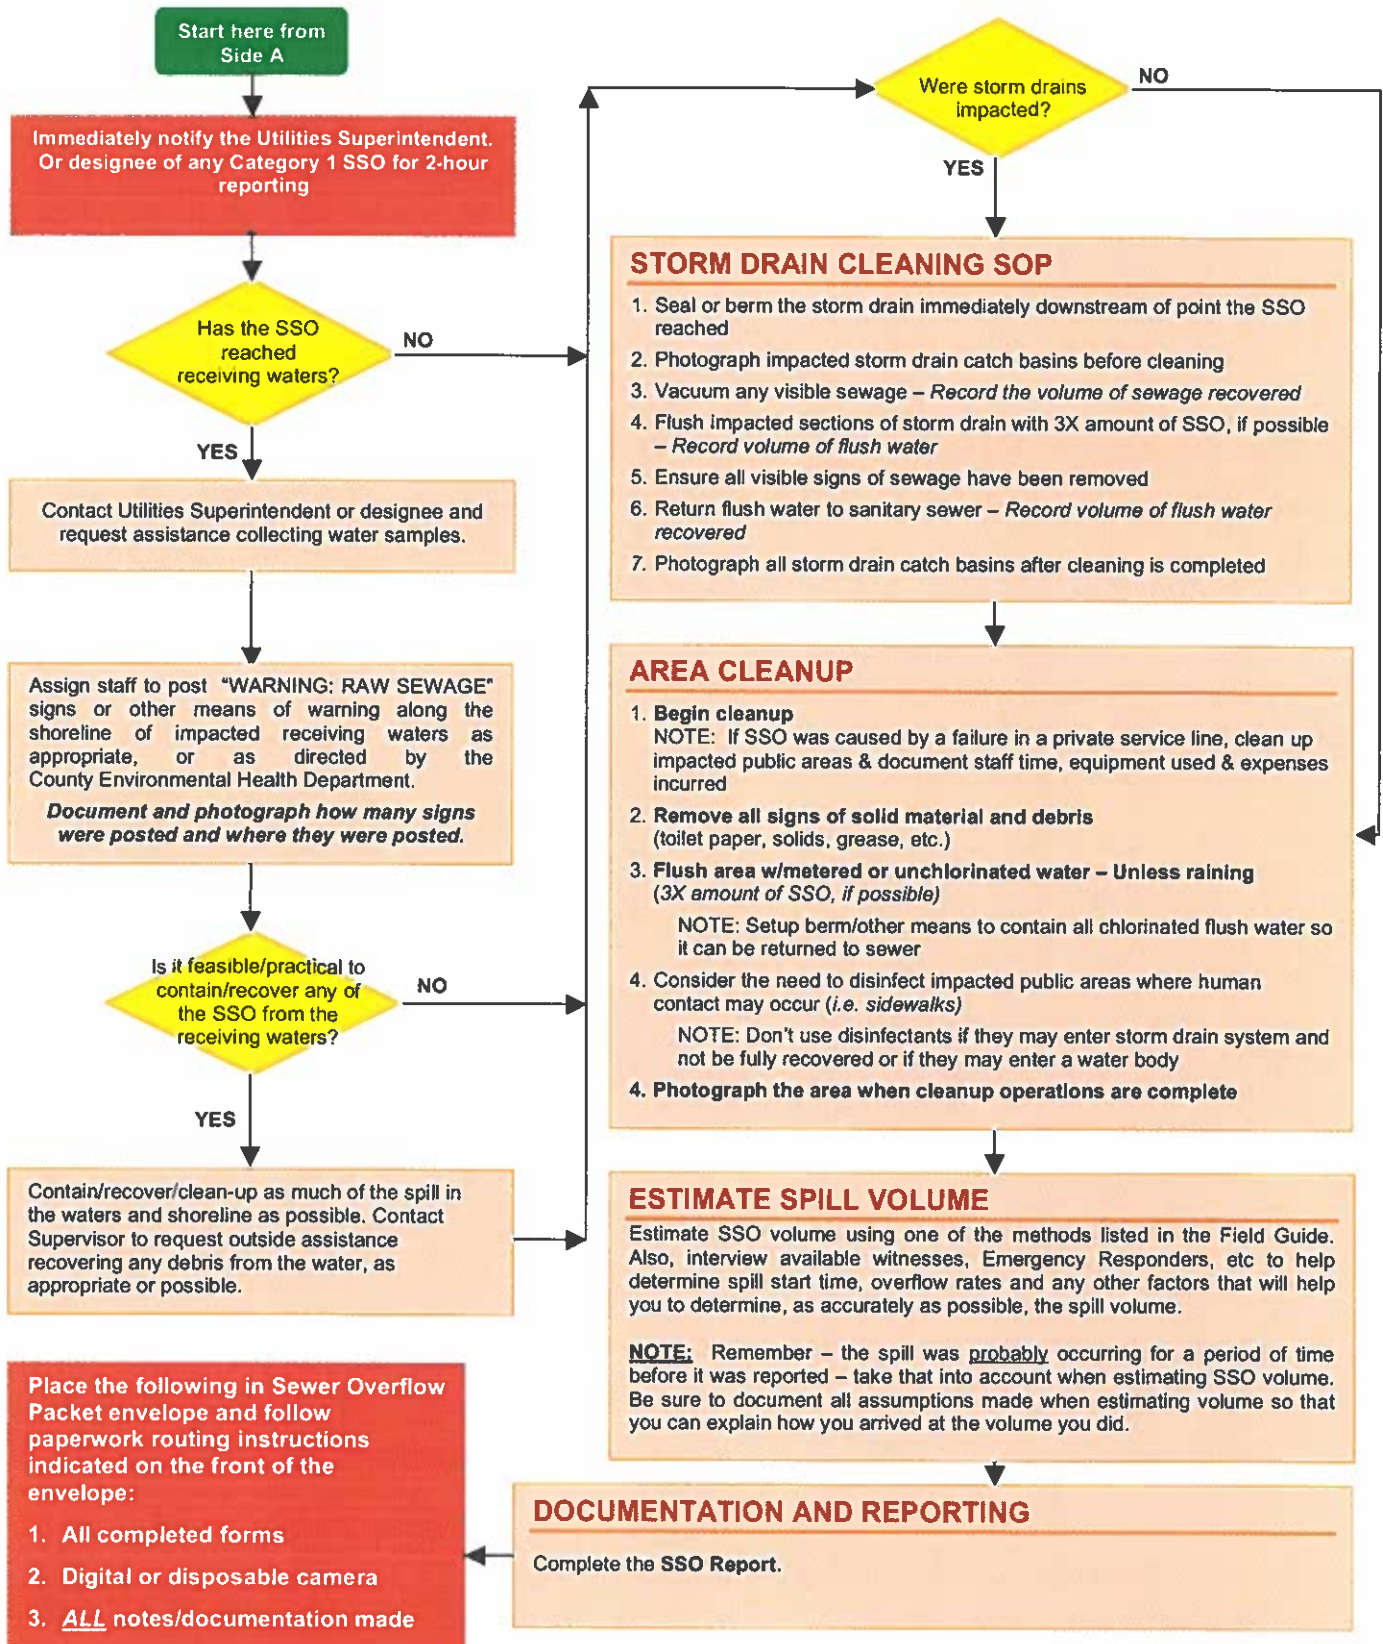 Start here from
Side A
Immediately notify the Utilities Superintendent.
Or designee of any Category 1 SSO for 2-hour
reporting
Has the SSO
reached
receiving waters?
NO
YES
Contact Utilities Superintendent or designee and
request assistance collecting water samples.
Assign staff to post "WARNING: RAW SEWAGE"
signs or other means of warning along the
shoreline of impacted receiving waters as
appropriate, or as directed by the
County Environmental Health Department.
Document and photograph how many signs
were posted and where they were posted.
Is it feasible/practical to
contain/recover any of
the SSO from the
receiving waters?
NO
YES
Contain/recover/clean-up as much of the spill in
the waters and shoreline as possible. Contact
Supervisor to request outside assistance
recovering any debris from the water, as
appropriate or possible.
Were storm drains
impacted?
NO
YES
STORM DRAIN CLEANING SOP
1. Seal or berm the storm drain immediately downstream of point the SSO
reached
2. Photograph impacted storm drain catch basins before cleaning
3. Vacuum any visible sewage – Record the volume of sewage recovered
4. Flush impacted sections of storm drain with 3X amount of SSO, if possible
– Record volume of flush water
5. Ensure all visible signs of sewage have been removed
6. Return flush water to sanitary sewer – Record volume of flush water
recovered
7. Photograph all storm drain catch basins after cleaning is completed
AREA CLEANUP
1. Begin cleanup
NOTE: If SSO was caused by a failure in a private service line, clean up
impacted public areas & document staff time, equipment used & expenses
incurred
2. Remove all signs of solid material and debris
(toilet paper, solids, grease, etc.)
3. Flush area w/metered or unchlorinated water – Unless raining
(3X amount of SSO, if possible)
NOTE: Setup berm/other means to contain all chlorinated flush water so
it can be returned to sewer
4. Consider the need to disinfect impacted public areas where human
contact may occur (i.e. sidewalks)
NOTE: Don't use disinfectants if they may enter storm drain system and
not be fully recovered or if they may enter a water body
4. Photograph the area when cleanup operations are complete
ESTIMATE SPILL VOLUME
Estimate SSO volume using one of the methods listed in the Field Guide.
Also, interview available witnesses, Emergency Responders, etc to help
determine spill start time, overflow rates and any other factors that will help
you to determine, as accurately as possible, the spill volume.
NOTE: Remember – the spill was probably occurring for a period of time
before it was reported – take that into account when estimating SSO volume.
Be sure to document all assumptions made when estimating volume so that
you can explain how you arrived at the volume you did.
DOCUMENTATION AND REPORTING
Complete the SSO Report.
Place the following in Sewer Overflow
Packet envelope and follow
paperwork routing instructions
indicated on the front of the
envelope:
1. All completed forms
2. Digital or disposable camera
3. ALL notes/documentation made